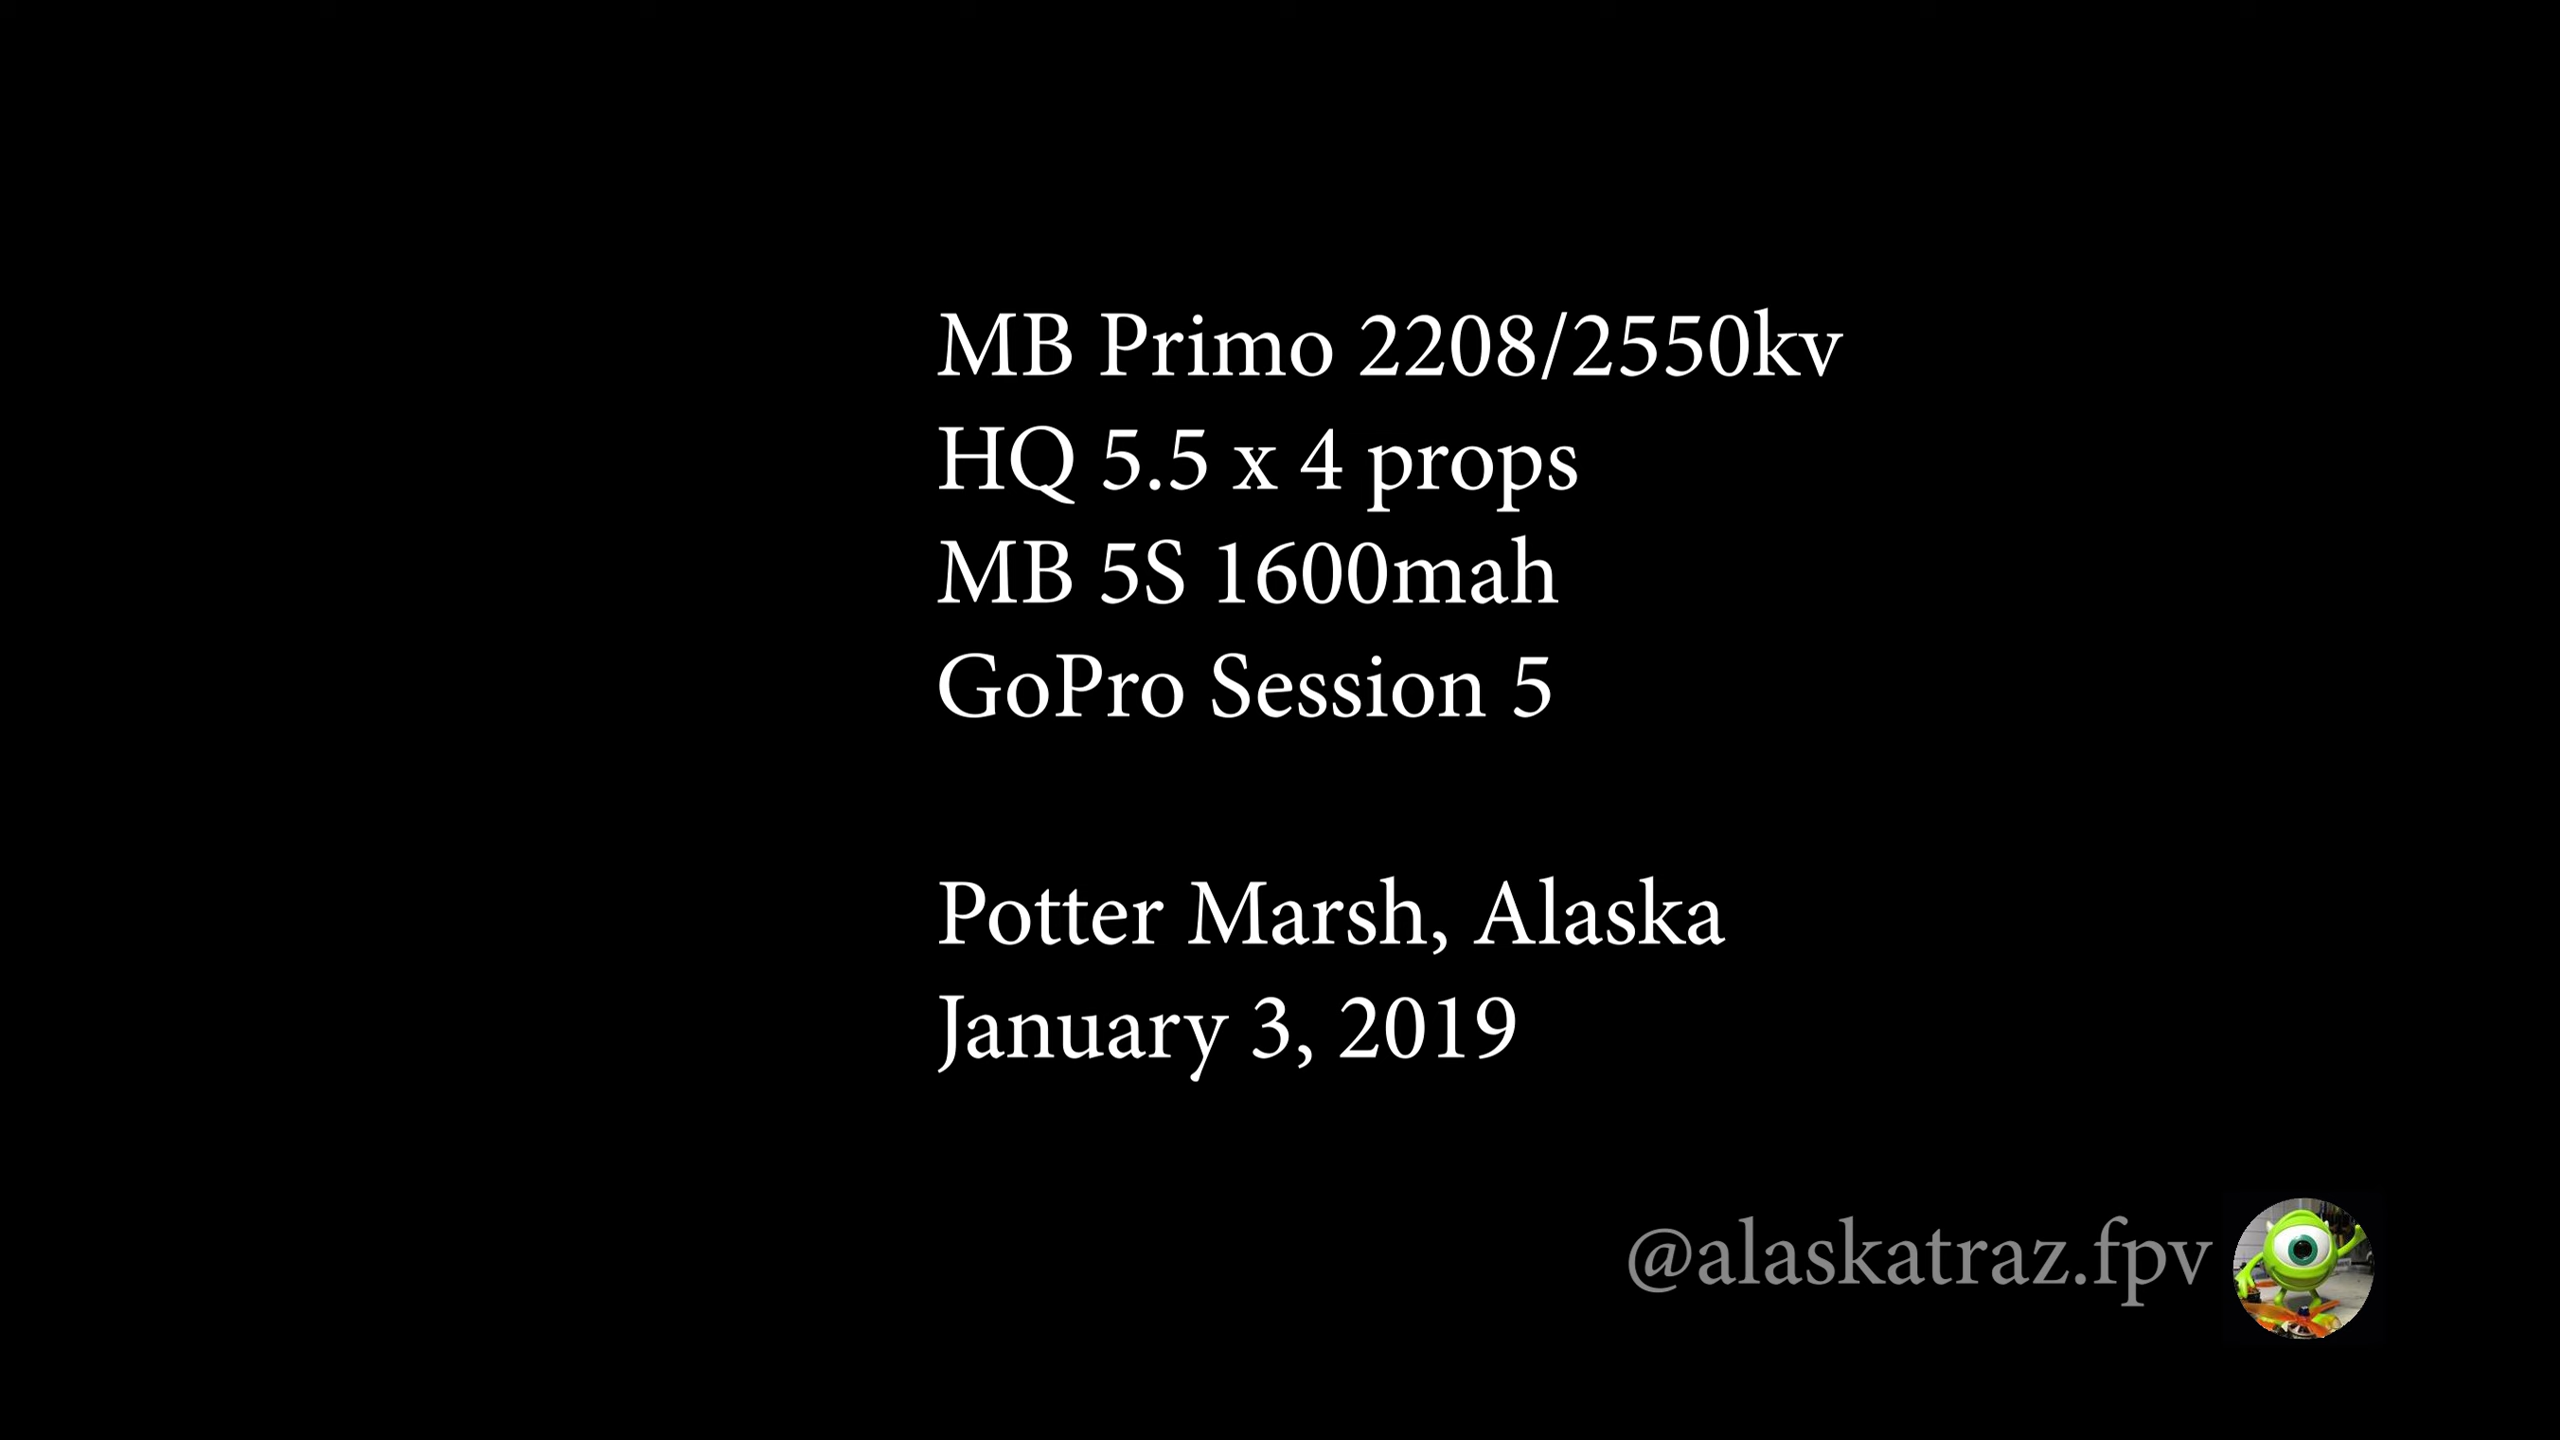 MB Primo 2208/2550kv
HQ 5.5 x 4 props
MB 5S 1600mah
GoPro Session 5
Potter Marsh, Alaska
January 3, 2019
@alaskatraz.fpv